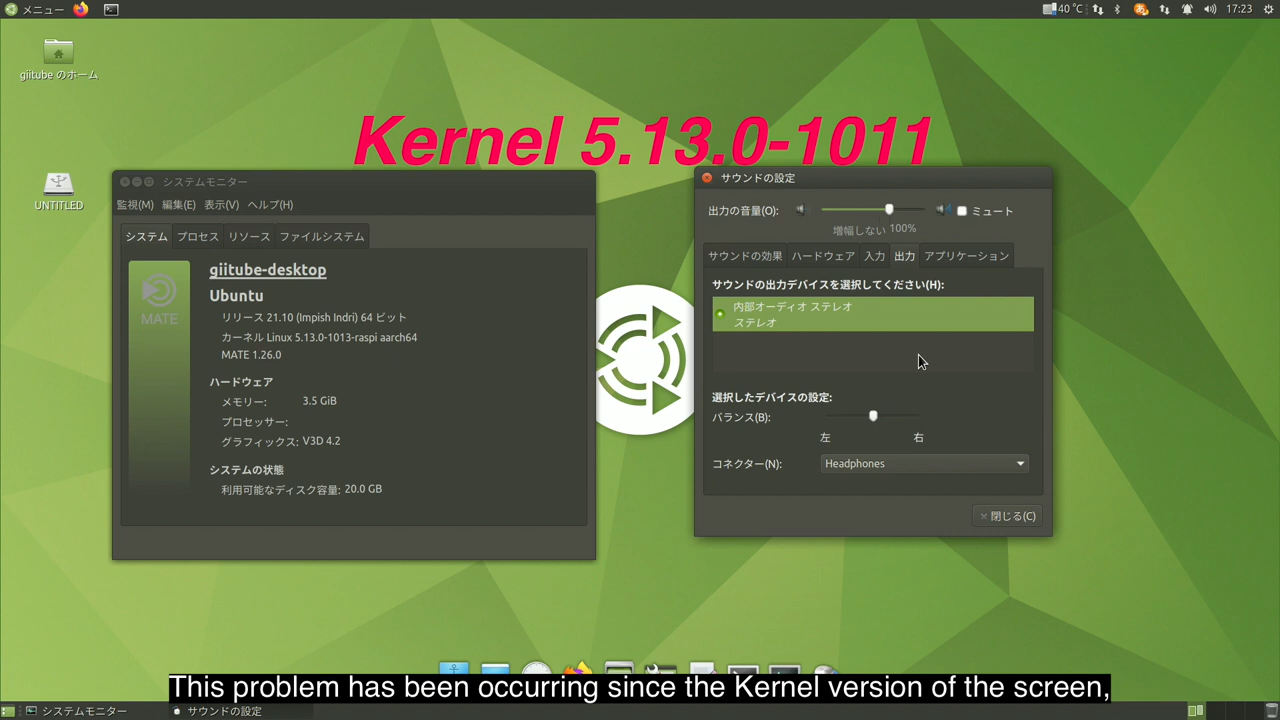 メニュー
40 °C
17:23
giitube のホーム
Kernel 5.13.0-1011
UNTITLED
システムモニター
監視(M) 編集(E) 表示(V) ヘルプ(H)
システム プロセス リソース ファイルシステム
MATE
giitube-desktop
Ubuntu
リリース 21.10 (Impish Indri) 64 ビット
カーネル Linux 5.13.0-1013-raspi aarch64
MATE 1.26.0
ハードウェア
メモリー: 3.5 GiB
プロセッサー:
グラフィックス: V3D 4.2
システムの状態
利用可能なディスク容量: 20.0 GB
サウンドの設定
出力の音量(O): ミュート
増幅しない 100%
サウンドの効果 ハードウェア 入力 出力 アプリケーション
サウンドの出力デバイスを選択してください(H):
内部オーディオ ステレオ
ステレオ
選択したデバイスの設定:
バランス(B):
左 右
コネクター(N): Headphones
閉じる(C)
This problem has been occurring since the Kernel version of the screen,
システムモニター サウンドの設定